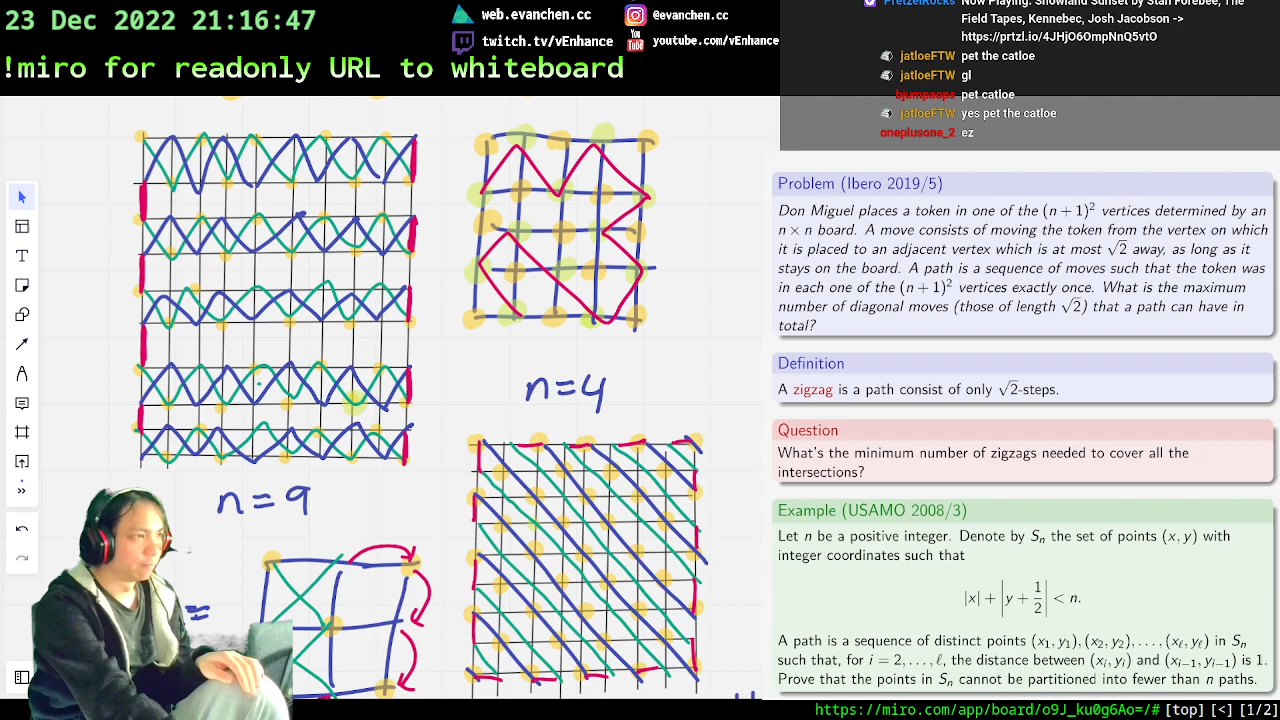 23 Dec 2022 21:16:47
!miro for readonly URL to whiteboard
web.evanchen.cc
@evanchen.cc
twitch.tv/vEnhance
You Tube
youtube.com/vEnhance
PretzelRocks Now Playing: Showland Sunset by Stan Forebee, The
Field Tapes, Kennebec, Josh Jacobson ->
https://prtzl.io/4JHjO6OmpNnQ5vtO
jatloeFTW pet the catloe
jatloeFTW gl
bjumpaops pet catloe
jatloeFTW yes pet the catloe
oneplusone_2 ez
n=4
n=9
=
Problem (Ibero 2019/5)
Don Miguel places a token in one of the (n + 1)² vertices determined by an
n × n board. A move consists of moving the token from the vertex on which
it is placed to an adjacent vertex which is at most √2 away, as long as it
stays on the board. A path is a sequence of moves such that the token was
in each one of the (n + 1)² vertices exactly once. What is the maximum
number of diagonal moves (those of length √2) that a path can have in
total?
Definition
A zigzag is a path consist of only √2-steps.
Question
What's the minimum number of zigzags needed to cover all the
intersections?
Example (USAMO 2008/3)
Let n be a positive integer. Denote by Sₙ the set of points (x, y) with
integer coordinates such that
|x| + |y + 1/2| < n.
A path is a sequence of distinct points (x₁, y₁), (x₂, y₂), . . . , (xℓ, yℓ) in Sₙ
such that, for i = 2, . . . , ℓ, the distance between (xᵢ, yᵢ) and (xᵢ₋₁, yᵢ₋₁) is 1.
Prove that the points in Sₙ cannot be partitioned into fewer than n paths.
https://miro.com/app/board/o9J_ku0g6Ao=/# [top] [<] [1/2]